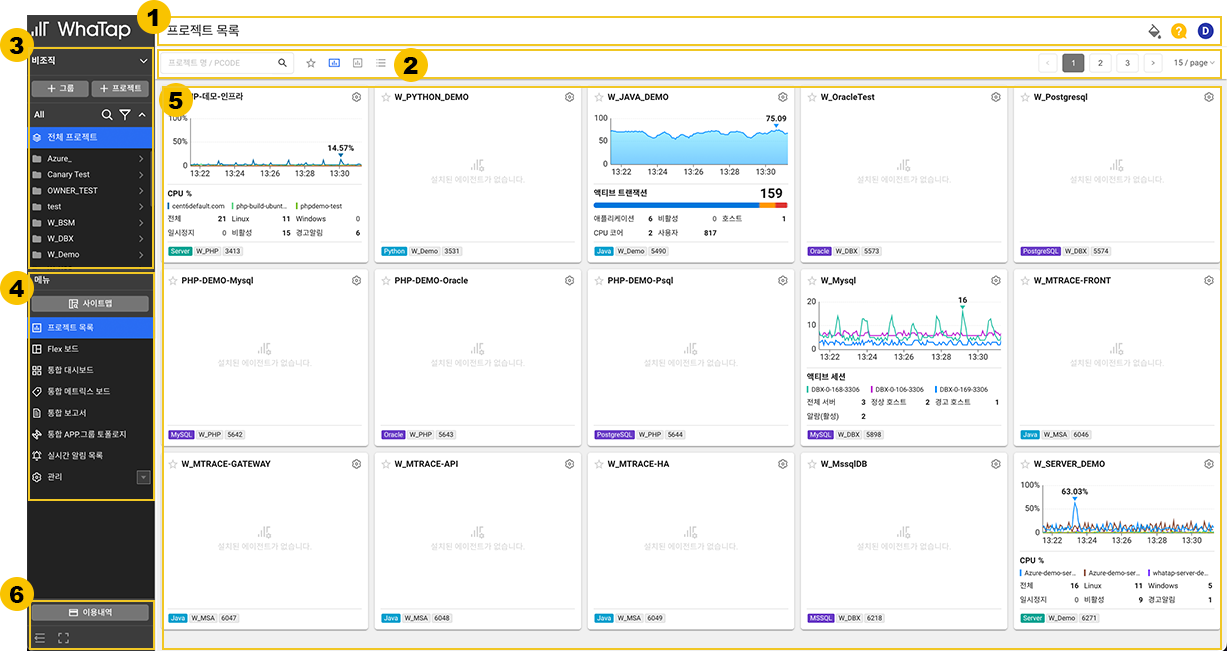 WhaTap
1
프로젝트 목록
? D
3
비조직
프로젝트 명 / PCODE
2
< 1 2 3 >
15 / page
+ 그룹
+ 프로젝트
All
전체 프로젝트
Azure_
Canary Test
OWNER_TEST
test
W_BSM
W_DBX
W_Demo
4
메뉴
사이트맵
프로젝트 목록
Flex 보드
통합 대시보드
통합 메트릭스 보드
통합 보고서
통합 APP.그룹 토폴로지
실시간 알림 목록
관리
6
이용내역
5
PHP-데모-인프라
100%
50%
0
14.57%
13:22 13:24 13:26 13:28 13:30
CPU %
cent6default.com php-build-ubunt... phpdemo-test
전체 21 Linux 11 Windows 0
일시정지 0 비활성 15 경고알림 6
Server W_PHP 3413
W_PYTHON_DEMO
설치된 에이전트가 없습니다.
Python W_Demo 3531
W_JAVA_DEMO
100
50
0
75.09
13:22 13:24 13:26 13:28 13:30
액티브 트랜잭션 159
애플리케이션 6 비활성 0 호스트 1
CPU 코어 2 사용자 817
Java W_Demo 5490
W_OracleTest
설치된 에이전트가 없습니다.
Oracle W_DBX 5573
W_Postgresql
설치된 에이전트가 없습니다.
PostgreSQL W_DBX 5574
PHP-DEMO-Mysql
설치된 에이전트가 없습니다.
MySQL W_PHP 5642
PHP-DEMO-Oracle
설치된 에이전트가 없습니다.
Oracle W_PHP 5643
PHP-DEMO-Psql
설치된 에이전트가 없습니다.
PostgreSQL W_PHP 5644
W_Mysql
20
10
0
16
13:22 13:24 13:26 13:28 13:30
액티브 세션
DBX-0-168-3306 DBX-0-106-3306 DBX-0-169-3306
전체 서버 3 정상 호스트 2 경고 호스트 1
알람(활성) 2
MySQL W_DBX 5898
W_MTRACE-FRONT
설치된 에이전트가 없습니다.
Java W_MSA 6046
W_MTRACE-GATEWAY
설치된 에이전트가 없습니다.
Java W_MSA 6047
W_MTRACE-API
설치된 에이전트가 없습니다.
Java W_MSA 6048
W_MTRACE-HA
설치된 에이전트가 없습니다.
Java W_MSA 6049
W_MssqlDB
설치된 에이전트가 없습니다.
MSSQL W_DBX 6218
W_SERVER_DEMO
100%
50%
0
63.03%
13:22 13:24 13:26 13:28 13:31
CPU %
Azure-demo-ser... Azure-demo-ser... whatap-server-de...
전체 16 Linux 11 Windows 5
일시정지 0 비활성 9 경고알림 1
Server W_Demo 6271